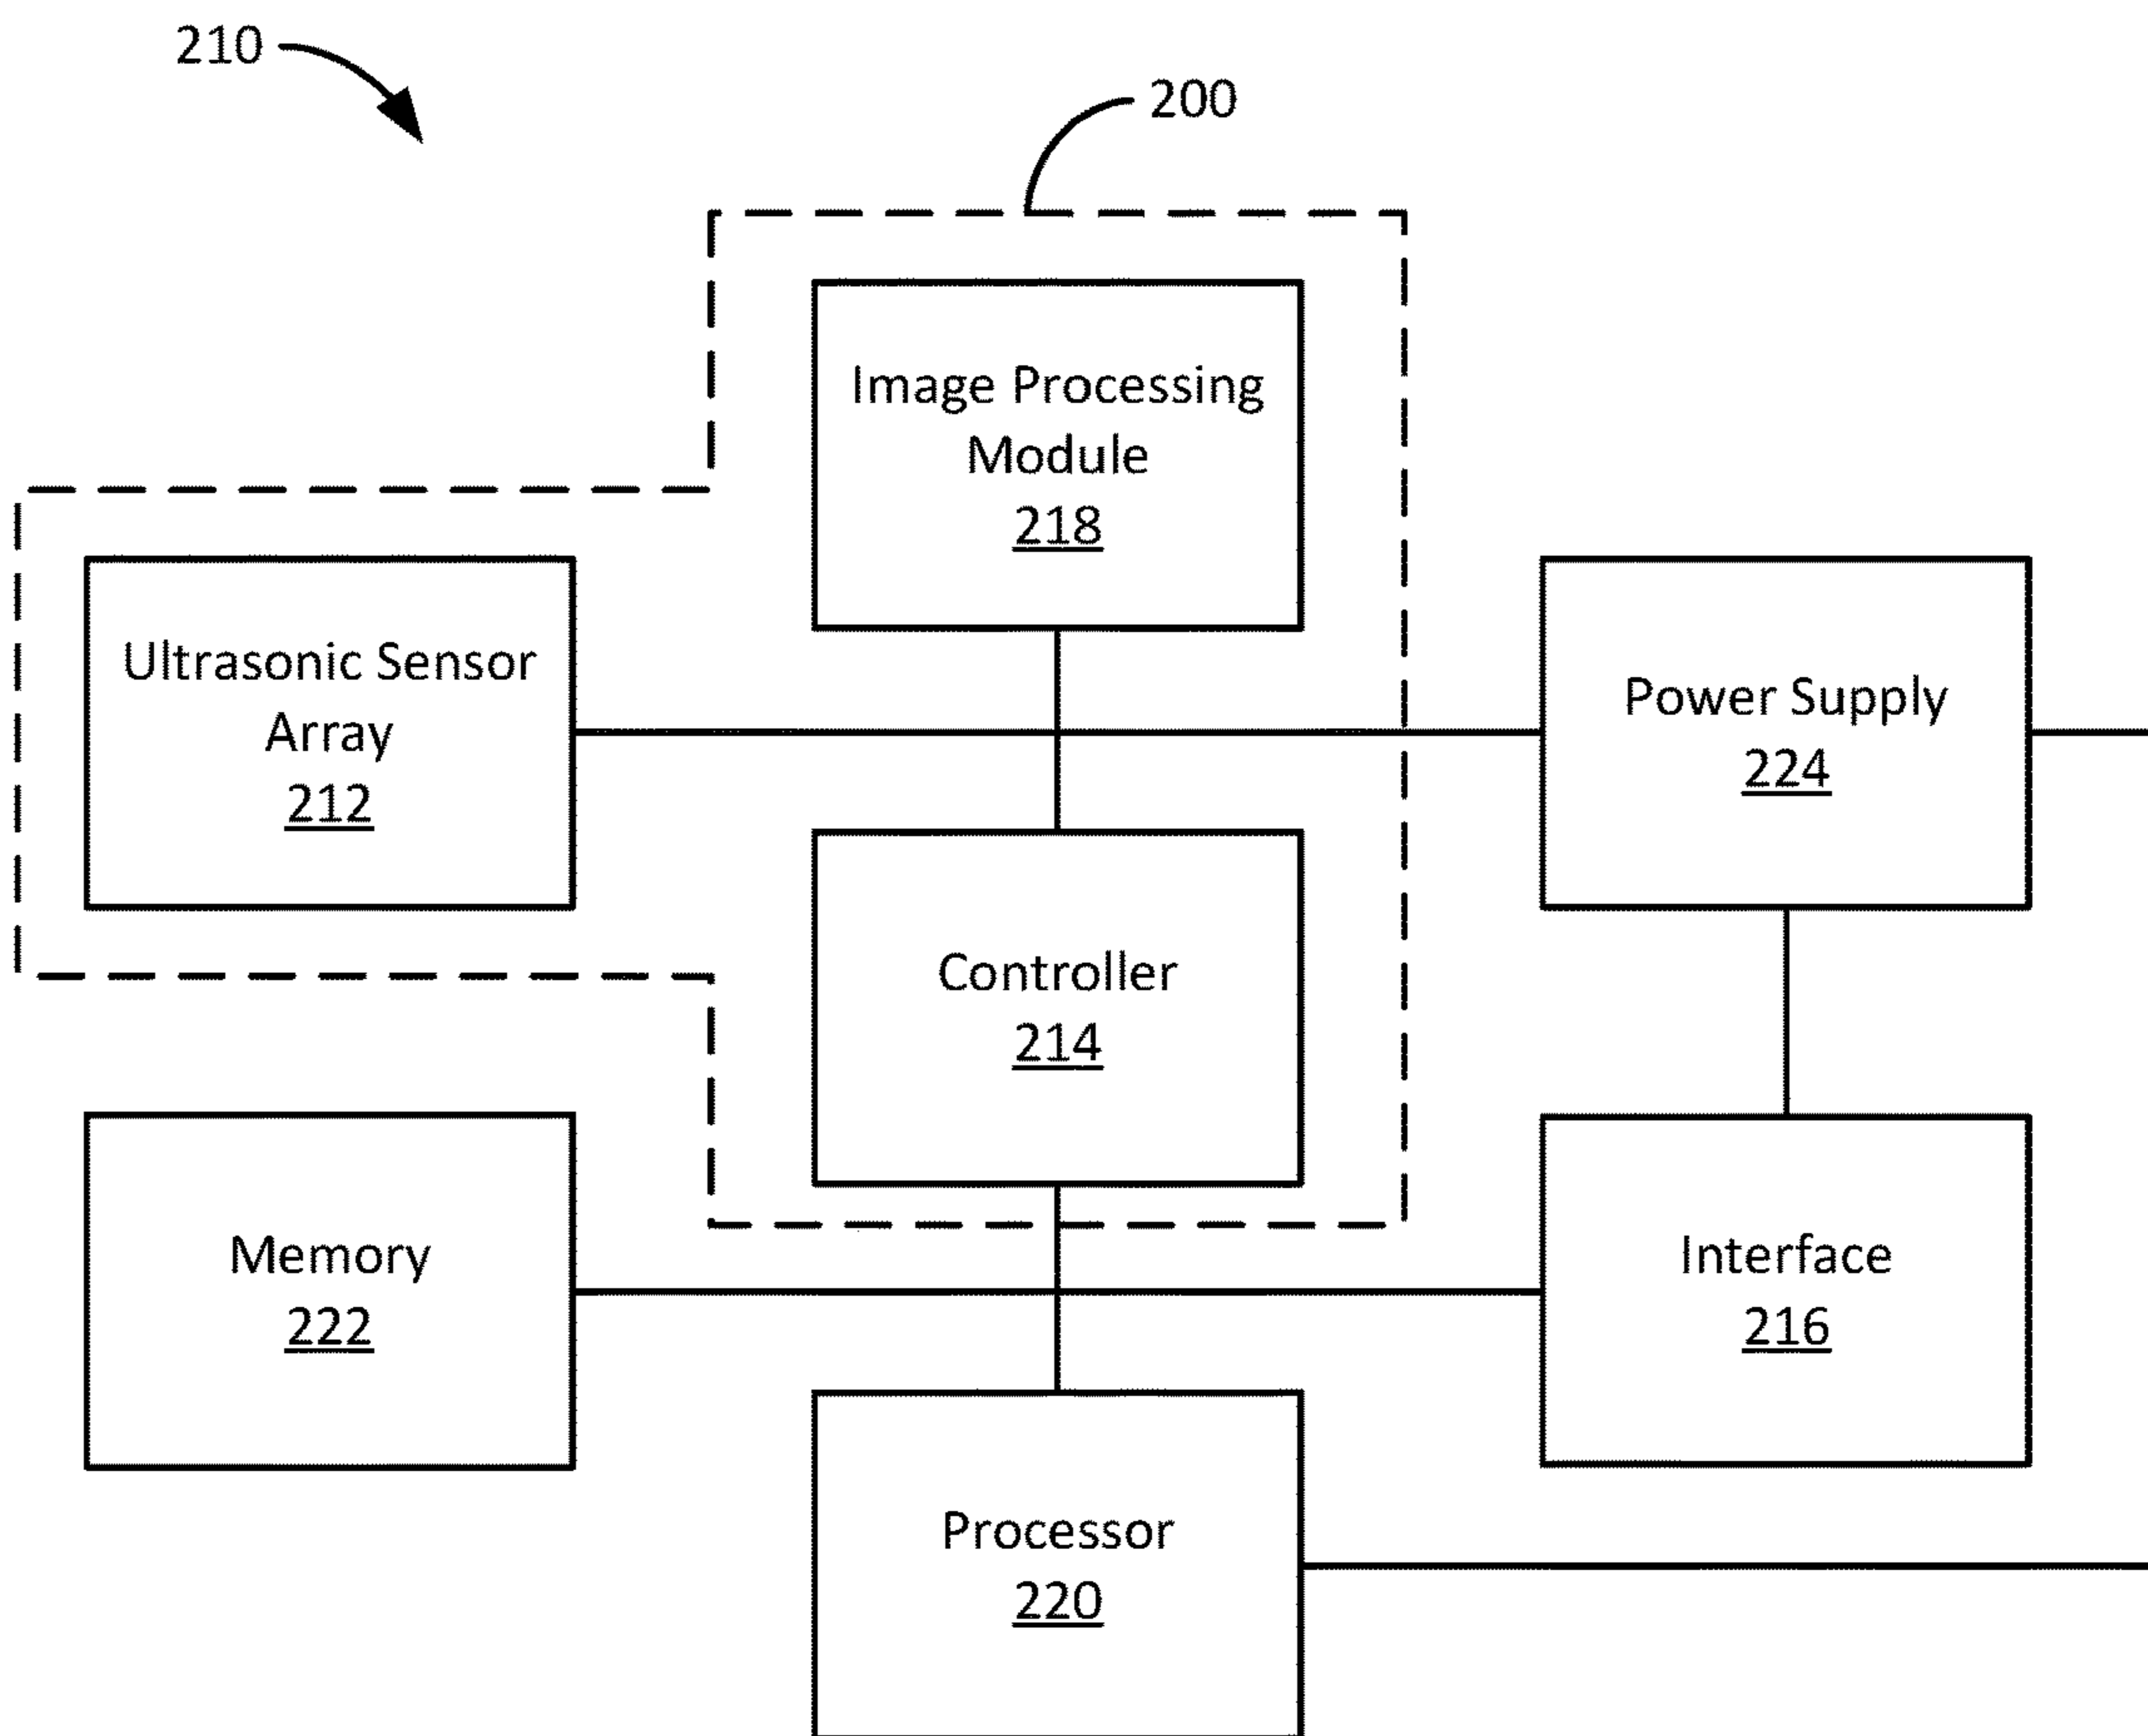 210
200
Image Processing
Module
218
Ultrasonic Sensor
Array
212
Power Supply
224
Controller
214
Memory
222
Interface
216
Processor
220